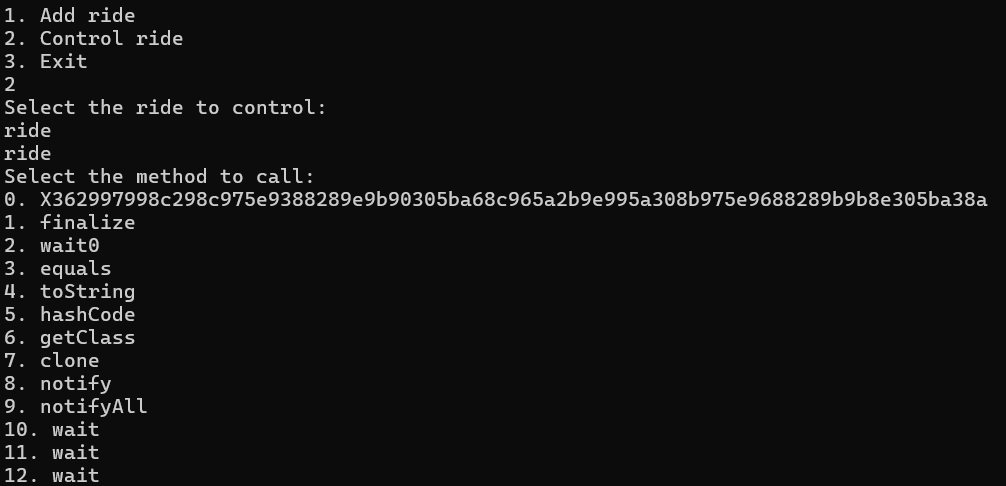 1. Add ride
2. Control ride
3. Exit
2
Select the ride to control:
ride
ride
Select the method to call:
0. X362997998c298c975e9388289e9b90305ba68c965a2b9e995a308b975e9688289b9b8e305ba38a
1. finalize
2. wait0
3. equals
4. toString
5. hashCode
6. getClass
7. clone
8. notify
9. notifyAll
10. wait
11. wait
12. wait